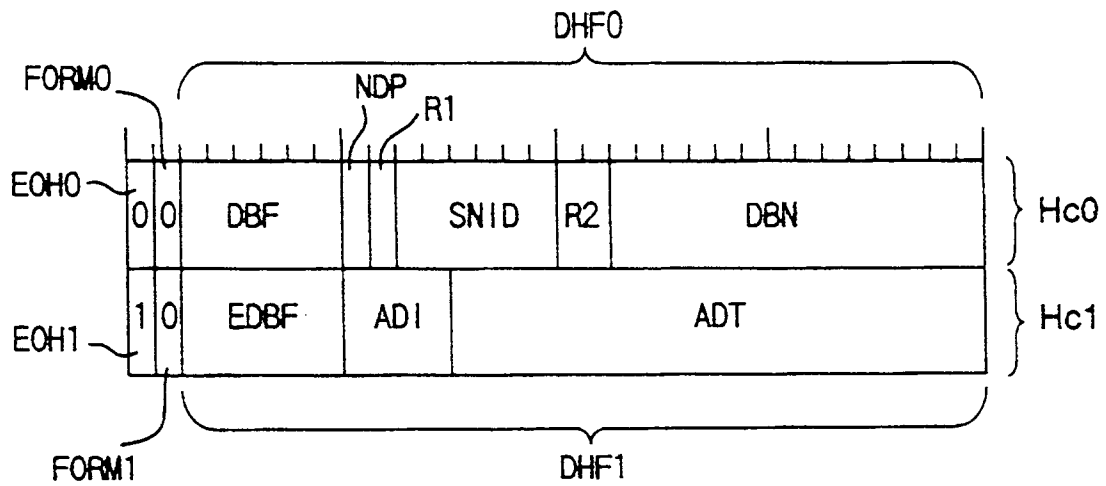 DHF0
FORM0
NDP
R1
EOH0
0 0 DBF SNID R2 DBN Hc0
1 0 EDBF ADI ADT Hc1
EOH1
FORM1
DHF1